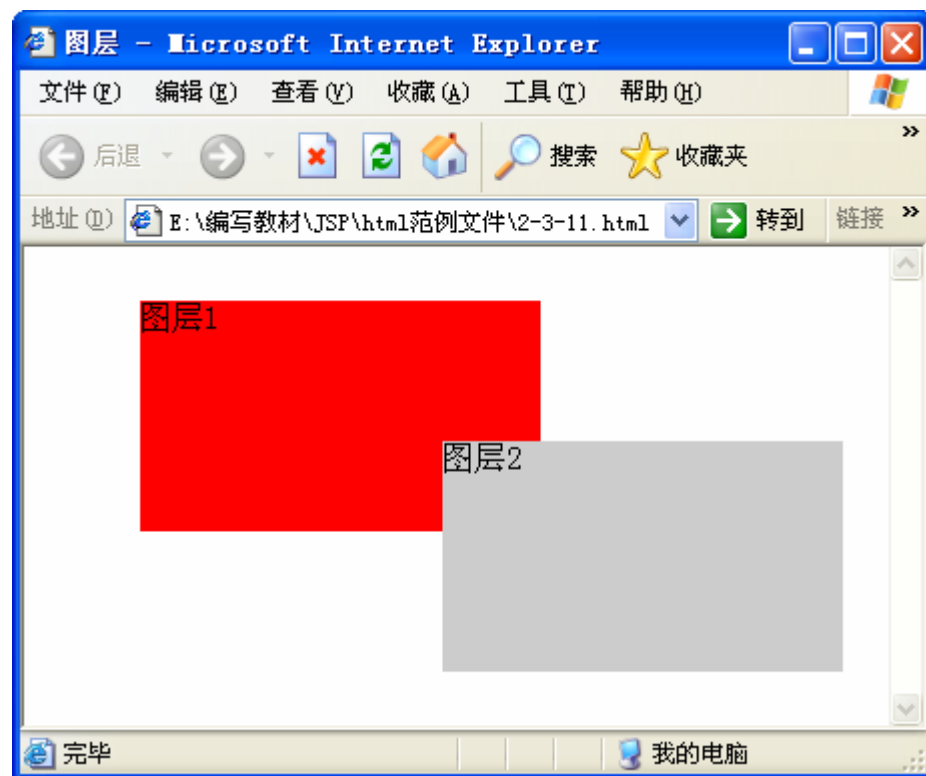 图层 - Microsoft Internet Explorer
文件(F) 编辑(E) 查看(V) 收藏(A) 工具(T) 帮助(H)
后退 搜索 收藏夹 »
地址(D) E:\编写教材\JSP\html范例文件\2-3-11.html 转到 链接 »
图层1
图层2
完毕 我的电脑